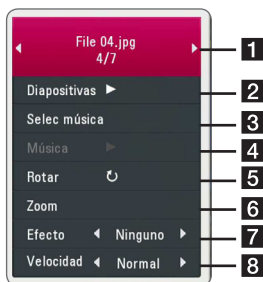 File 04.jpg
4/7
1
Diapositivas
2
Selec música
3
Música
4
Rotar
5
Zoom
6
Efecto Ninguno
7
Velocidad Normal
8